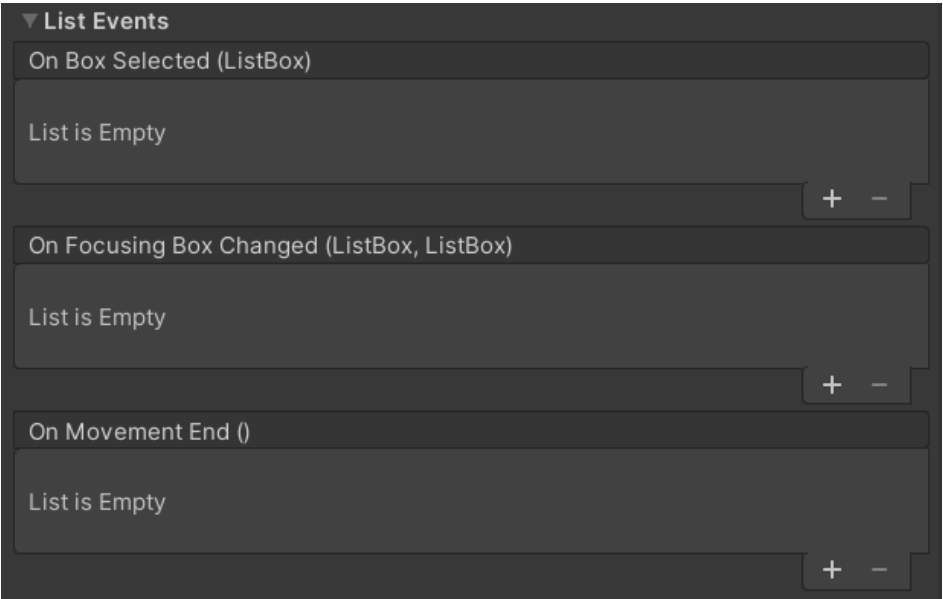 List Events
On Box Selected (ListBox)
List is Empty
On Focusing Box Changed (ListBox, ListBox)
List is Empty
On Movement End ()
List is Empty